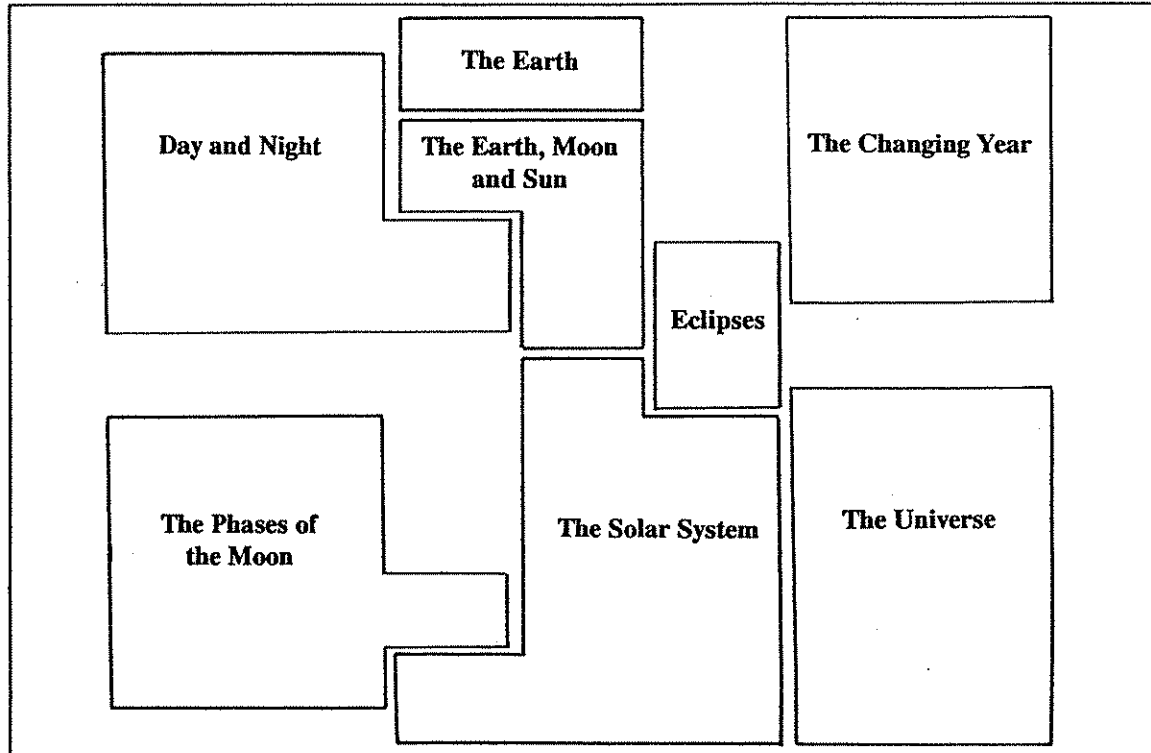 The Earth
Day and Night
The Earth, Moon
and Sun
The Changing Year
Eclipses
The Phases of
the Moon
The Solar System
The Universe